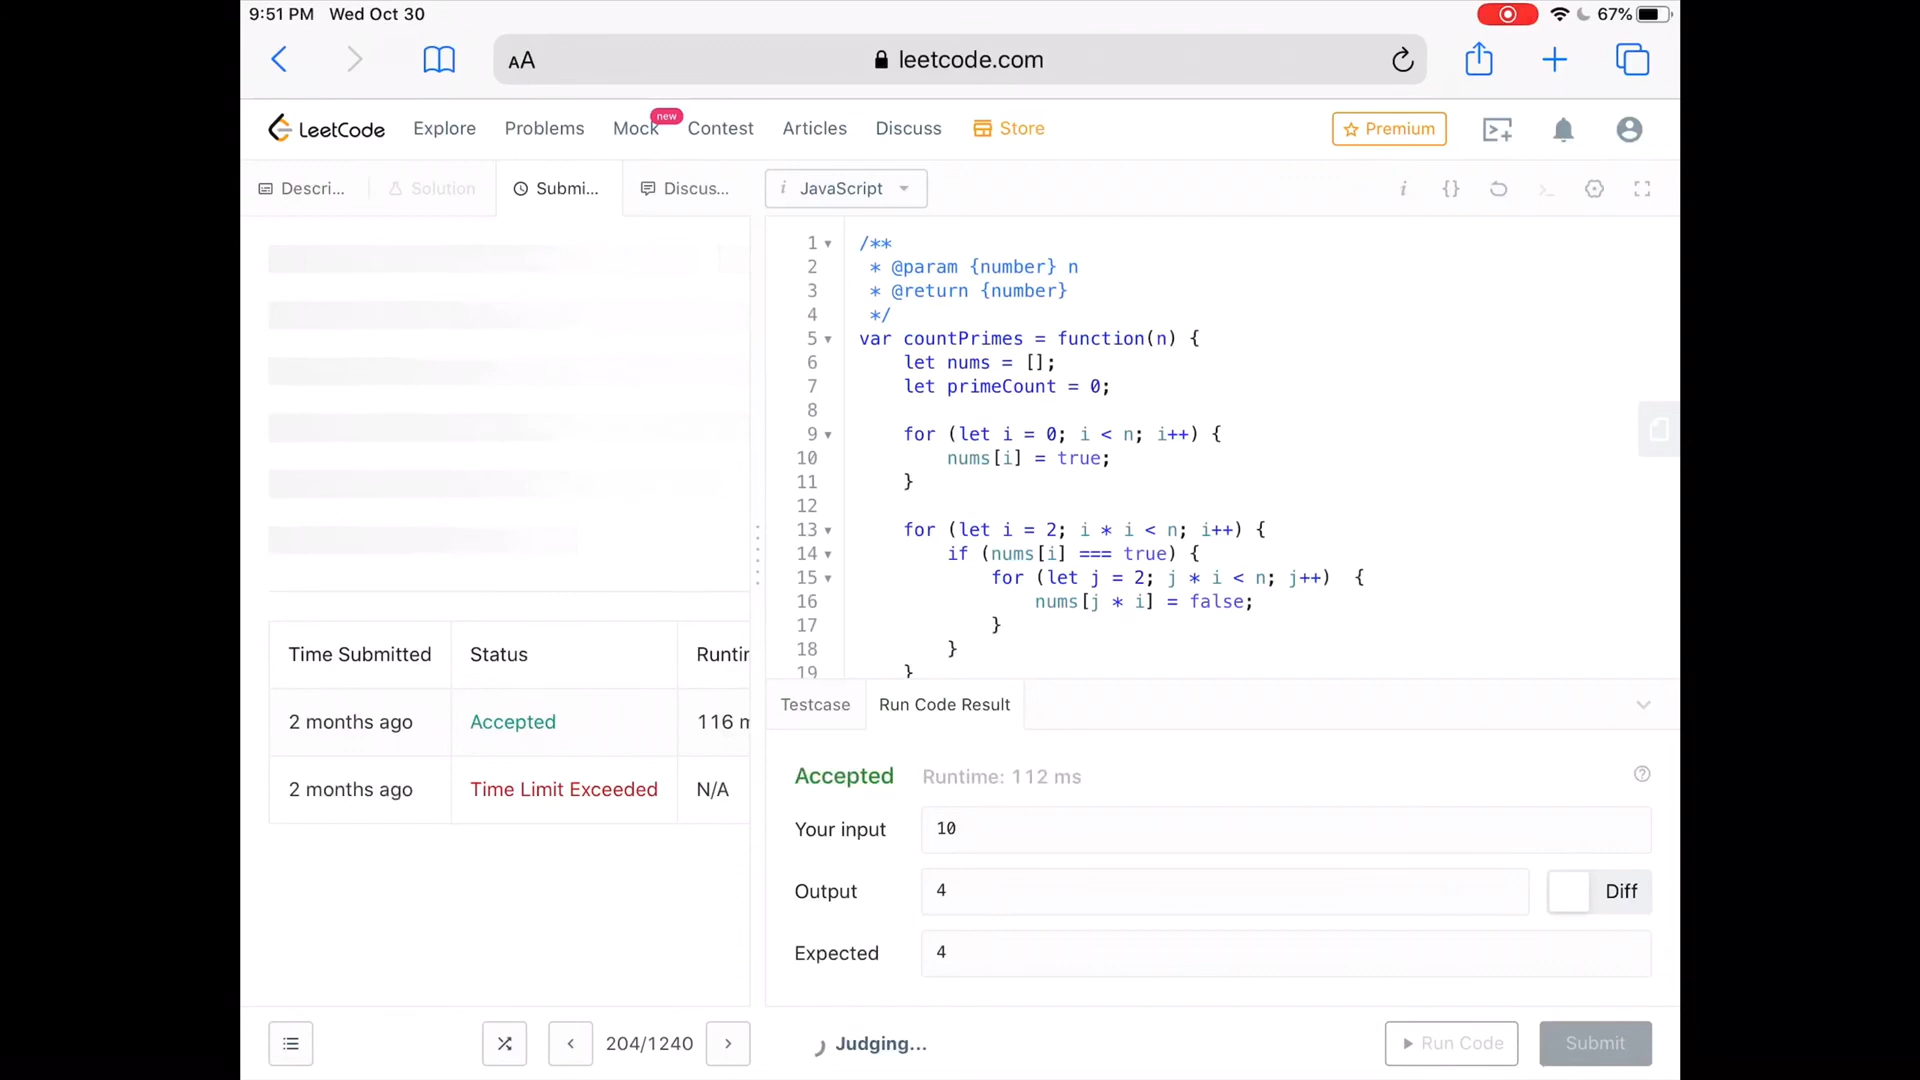 9:51 PM Wed Oct 30
67%
AA
leetcode.com
LeetCode
Explore
Problems
Mock
new
Contest
Articles
Discuss
Store
Premium
Descri...
Solution
Submi...
Discus...
i JavaScript
i {}
1 /**
2 * @param {number} n
3 * @return {number}
4 */
5 var countPrimes = function(n) {
6 let nums = [];
7 let primeCount = 0;
8
9 for (let i = 0; i < n; i++) {
10 nums[i] = true;
11 }
12
13 for (let i = 2; i * i < n; i++) {
14 if (nums[i] === true) {
15 for (let j = 2; j * i < n; j++) {
16 nums[j * i] = false;
17 }
18 }
19 }
Time Submitted Status Runtin
2 months ago Accepted 116 m
2 months ago Time Limit Exceeded N/A
Testcase Run Code Result
Accepted Runtime: 112 ms
Your input 10
Output 4 Diff
Expected 4
204/1240
Judging...
Run Code
Submit